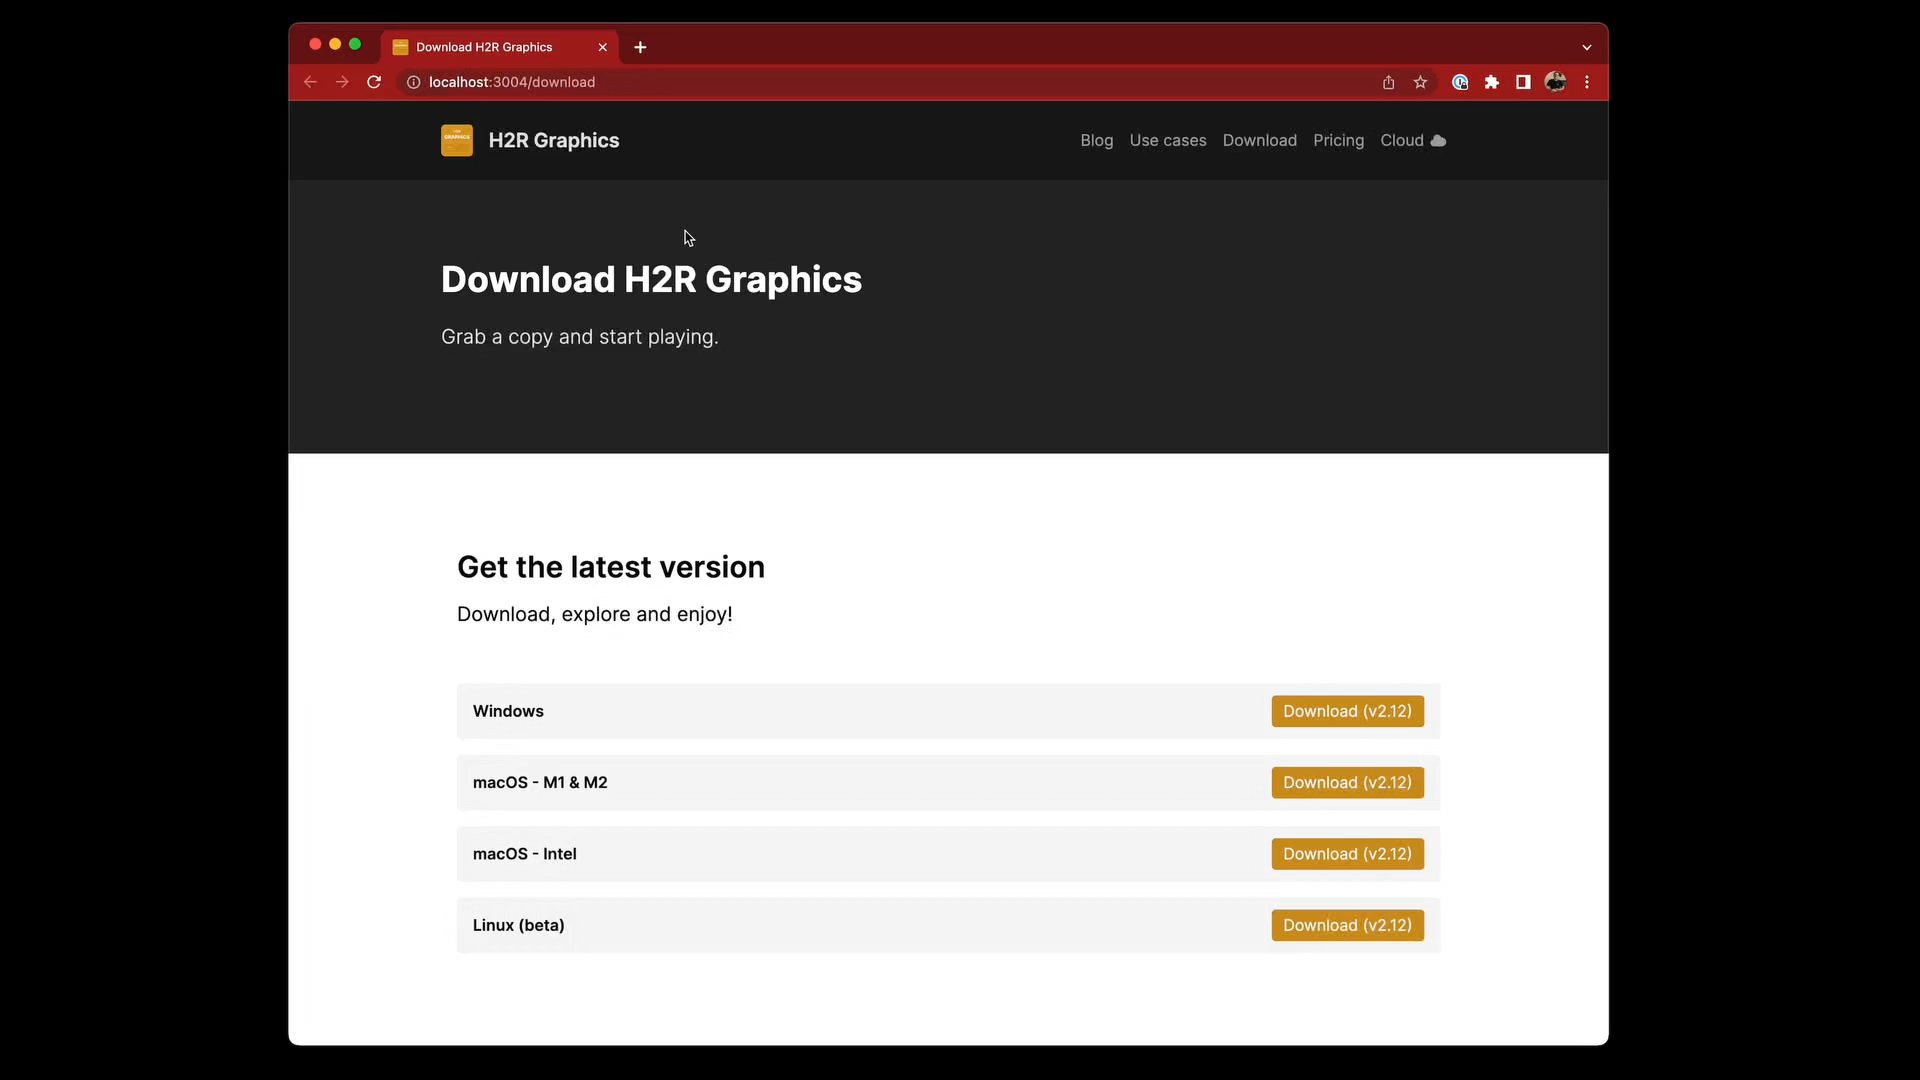 Download H2R Graphics
localhost:3004/download
H2R Graphics
Blog
Use cases
Download
Pricing
Cloud
Download H2R Graphics
Grab a copy and start playing.
Get the latest version
Download, explore and enjoy!
Windows
Download (v2.12)
macOS - M1 & M2
Download (v2.12)
macOS - Intel
Download (v2.12)
Linux (beta)
Download (v2.12)